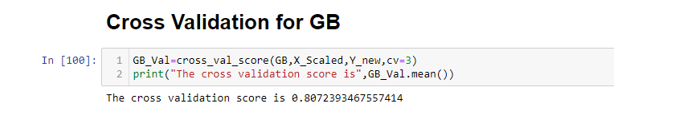 Cross Validation for GB
In [100]:
1 GB_Val=cross_val_score(GB,X_Scaled,Y_new,cv=3)
2 print("The cross validation score is",GB_Val.mean())
The cross validation score is 0.8072393467557414